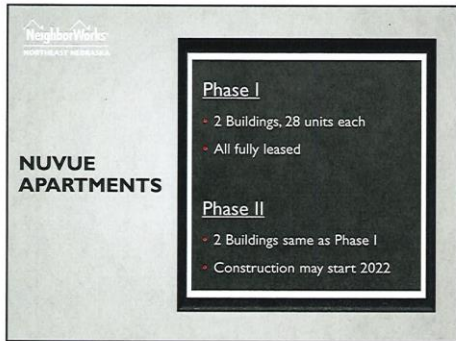 NeighborWorks®
NORTHEAST NEBRASKA
NUVUE
APARTMENTS
Phase I
• 2 Buildings, 28 units each
• All fully leased
Phase II
• 2 Buildings same as Phase I
• Construction may start 2022